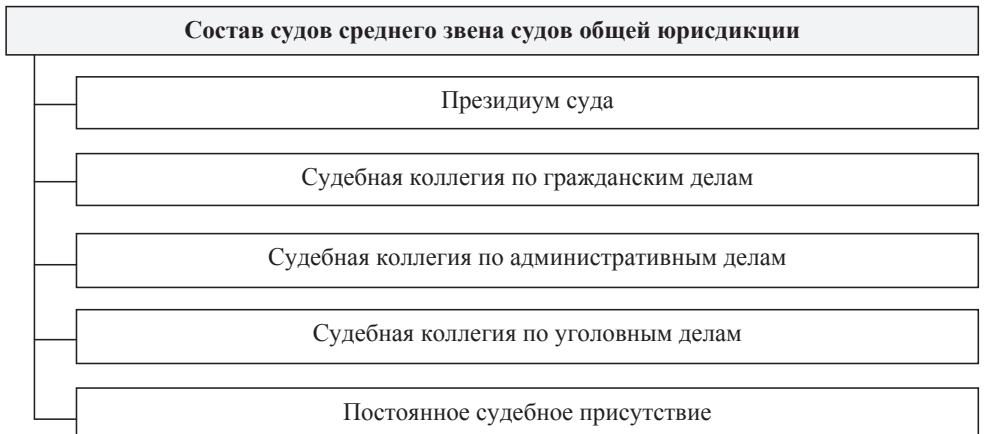 Состав судов среднего звена судов общей юрисдикции
Президиум суда
Судебная коллегия по гражданским делам
Судебная коллегия по административным делам
Судебная коллегия по уголовным делам
Постоянное судебное присутствие